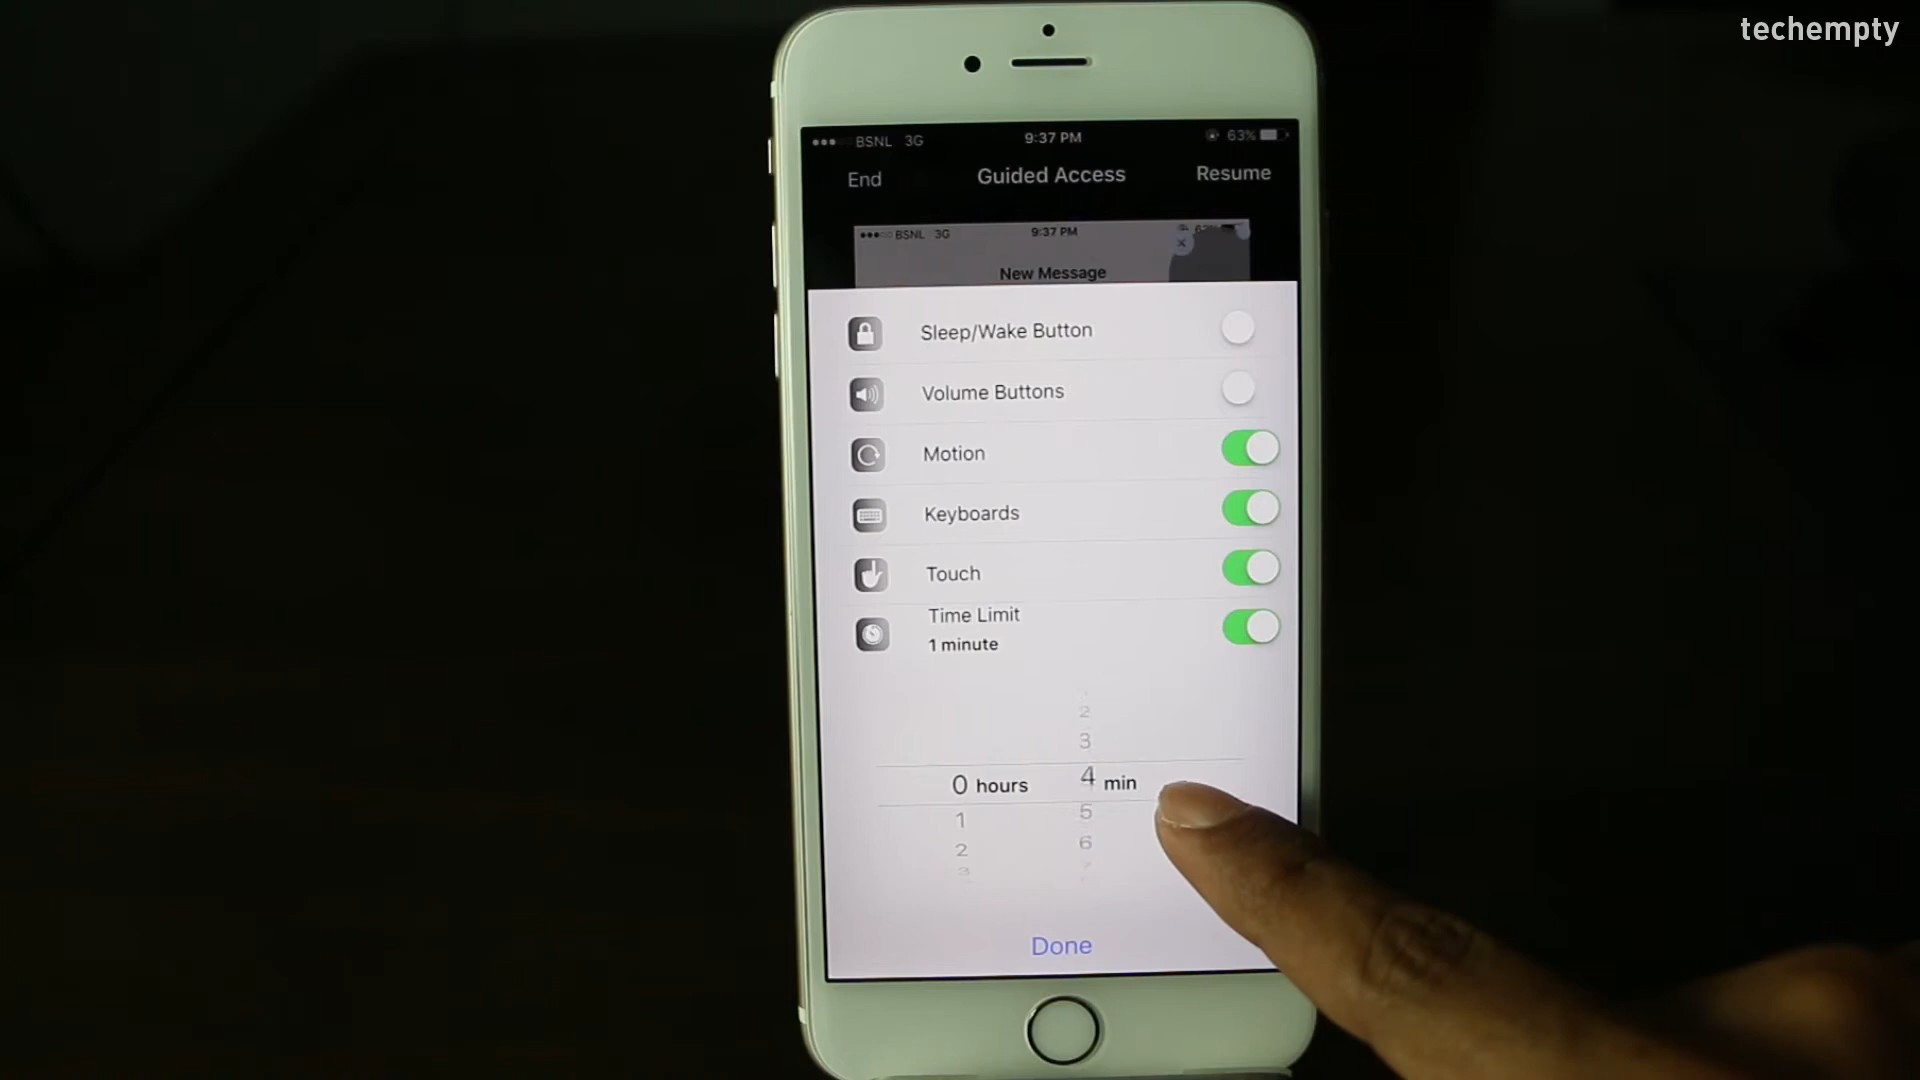 techempty
BSNL 3G 9:37 PM 63%
End Guided Access Resume
BSNL 3G 9:37 PM
New Message
Sleep/Wake Button
Volume Buttons
Motion
Keyboards
Touch
Time Limit
1 minute
2
3
0 hours 4 min
1 5
2 6
3 7
Done